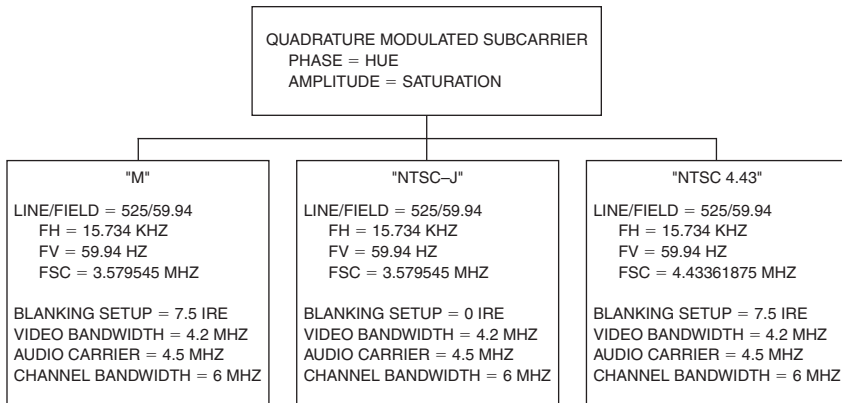 QUADRATURE MODULATED SUBCARRIER
PHASE = HUE
AMPLITUDE = SATURATION
"M"
LINE/FIELD = 525/59.94
FH = 15.734 KHZ
FV = 59.94 HZ
FSC = 3.579545 MHZ
BLANKING SETUP = 7.5 IRE
VIDEO BANDWIDTH = 4.2 MHZ
AUDIO CARRIER = 4.5 MHZ
CHANNEL BANDWIDTH = 6 MHZ
"NTSC–J"
LINE/FIELD = 525/59.94
FH = 15.734 KHZ
FV = 59.94 HZ
FSC = 3.579545 MHZ
BLANKING SETUP = 0 IRE
VIDEO BANDWIDTH = 4.2 MHZ
AUDIO CARRIER = 4.5 MHZ
CHANNEL BANDWIDTH = 6 MHZ
"NTSC 4.43"
LINE/FIELD = 525/59.94
FH = 15.734 KHZ
FV = 59.94 HZ
FSC = 4.43361875 MHZ
BLANKING SETUP = 7.5 IRE
VIDEO BANDWIDTH = 4.2 MHZ
AUDIO CARRIER = 4.5 MHZ
CHANNEL BANDWIDTH = 6 MHZ